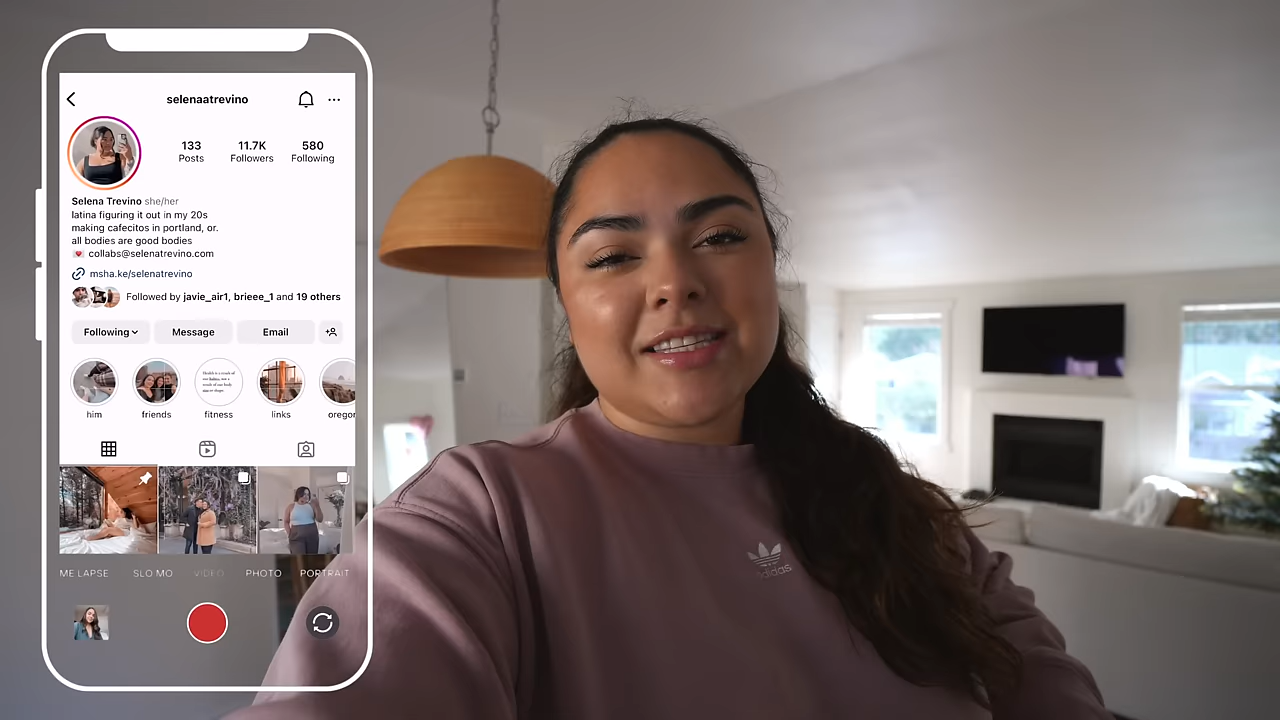 selenaatrevino
133
11.7K
580
Posts
Followers
Following
Selena Trevino she/her
latina figuring it out in my 20s
making cafecitos in portland, or.
all bodies are good bodies
💌 collabs@selenatrevino.com
msha.ke/selenatrevino
Followed by javie_air1, brieee_1 and 19 others
Following
Message
Email
him
friends
fitness
links
oregon
ME LAPSE
SLO MO
VIDEO
PHOTO
PORTRAIT
adidas